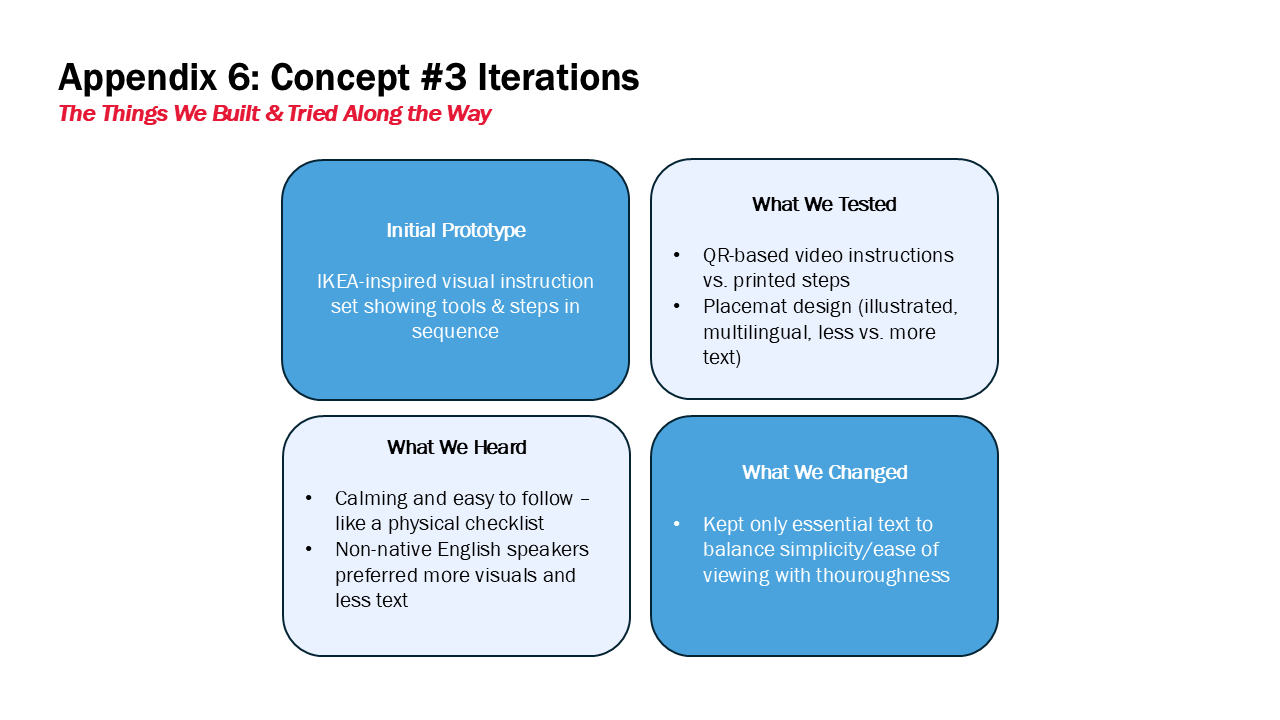 Appendix 6: Concept #3 Iterations
The Things We Built & Tried Along the Way
Initial Prototype
IKEA-inspired visual instruction
set showing tools & steps in
sequence
What We Tested
• QR-based video instructions
vs. printed steps
• Placemat design (illustrated,
multilingual, less vs. more
text)
What We Heard
• Calming and easy to follow –
like a physical checklist
• Non-native English speakers
preferred more visuals and
less text
What We Changed
• Kept only essential text to
balance simplicity/ease of
viewing with thouroughness